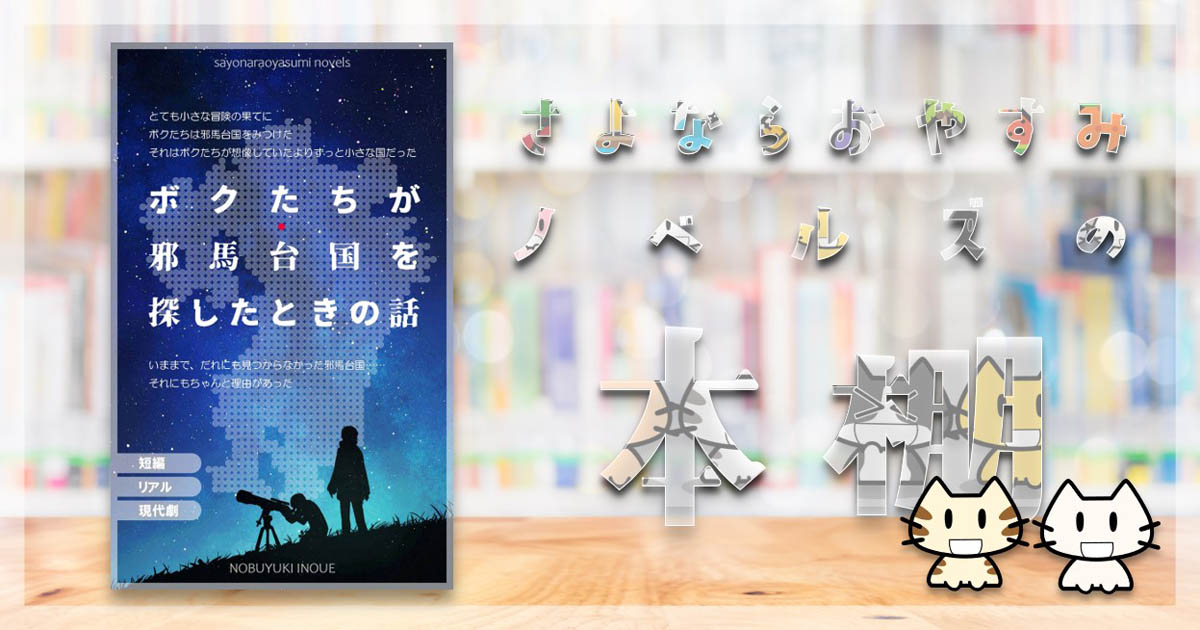 sayonaraoyasumi novels
とても小さな冒険の果てに
ボクたちは邪馬台国をみつけた
それはボクたちが想像していたよりずっと小さな国だった
ボクたちが
邪馬台国を
探したときの話
いままで、だれにも見つからなかった邪馬台国……
それにもちゃんと理由があった
短編
リアル
現代劇
NOBUYUKI INOUE
さよならおやすみ
ノベルズの
本棚